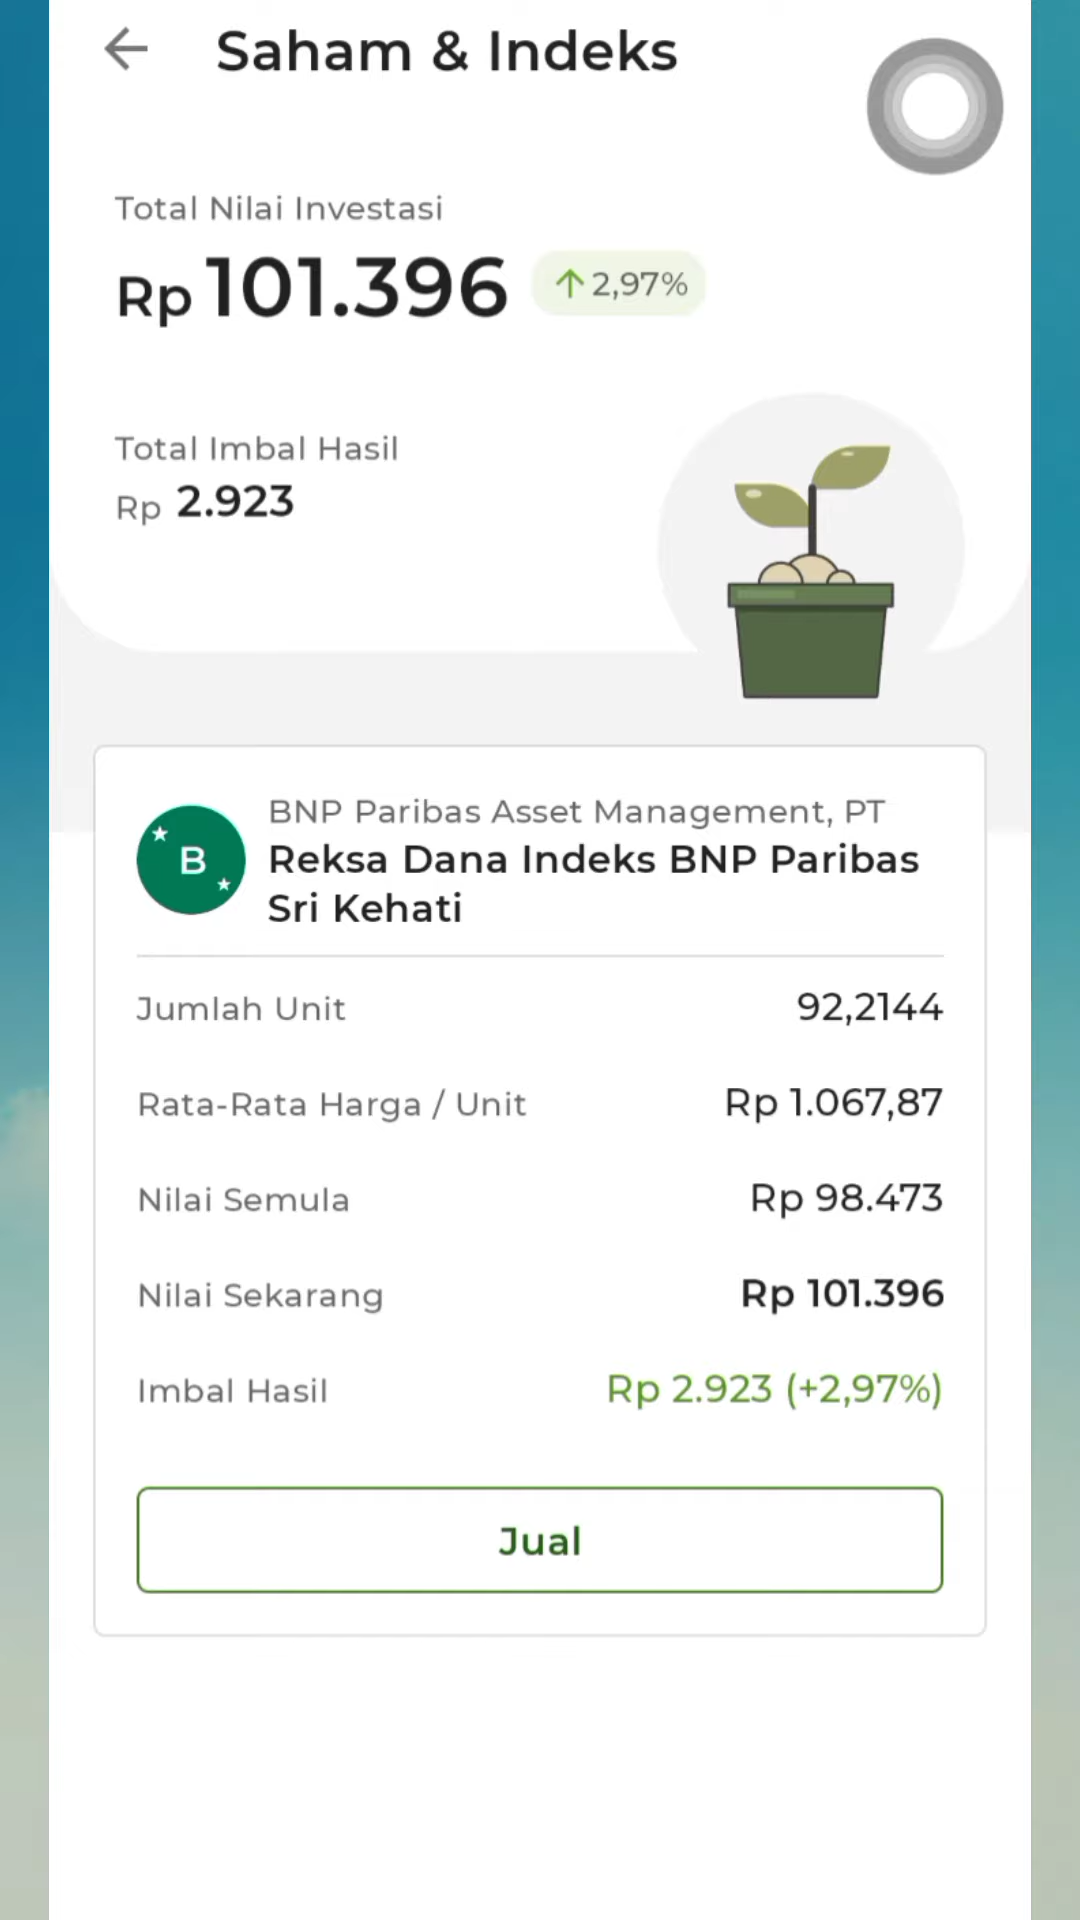 Saham & Indeks
Total Nilai Investasi
Rp 101.396 ↑ 2,97%
Total Imbal Hasil
Rp 2.923
B
BNP Paribas Asset Management, PT
Reksa Dana Indeks BNP Paribas
Sri Kehati
Jumlah Unit 92,2144
Rata-Rata Harga / Unit Rp 1.067,87
Nilai Semula Rp 98.473
Nilai Sekarang Rp 101.396
Imbal Hasil Rp 2.923 (+2,97%)
Jual